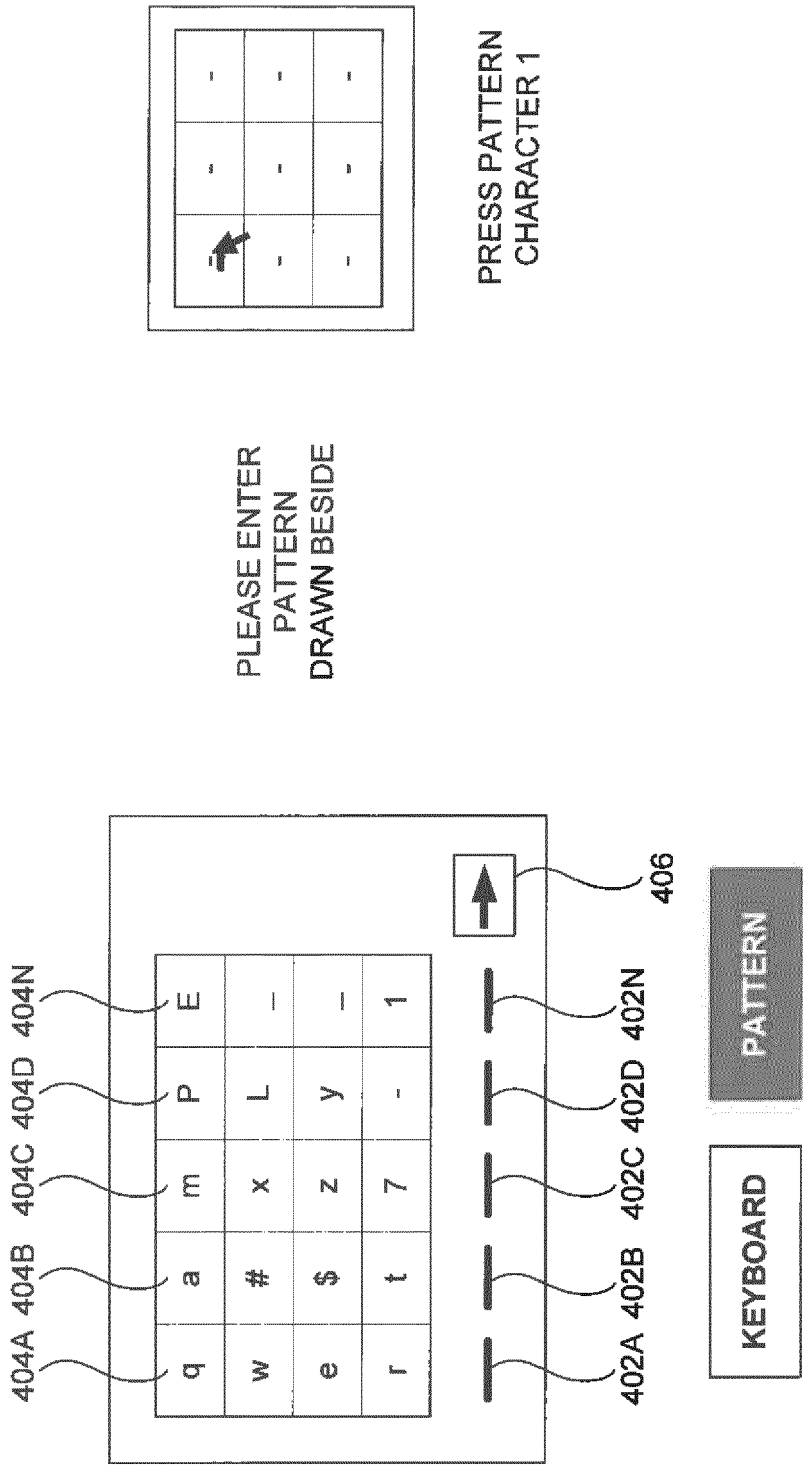 404A 404B 404C 404D 404N
q a m P E
w # x L _
e $ z y _
r t 7 - 1
402A 402B 402C 402D 402N
406
KEYBOARD
PATTERN
PLEASE ENTER
PATTERN
DRAWN BESIDE
- - -
- - -
- - -
PRESS PATTERN
CHARACTER 1